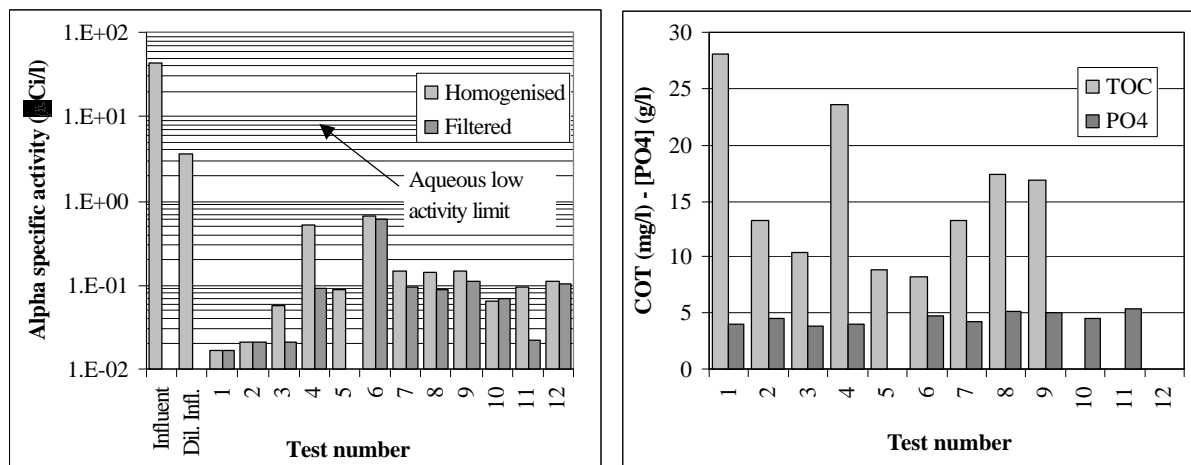 1.E+02
1.E+01
1.E+00
1.E-01
1.E-02
Alpha specific activity ( Ci/l)
Homogenised
Filtered
Aqueous low
activity limit
Influent
Dil. Infl.
1
2
3
4
5
6
7
8
9
10
11
12
Test number
30
25
20
15
10
5
0
COT (mg/l) - [PO4] (g/l)
TOC
PO4
1
2
3
4
5
6
7
8
9
10
11
12
Test number